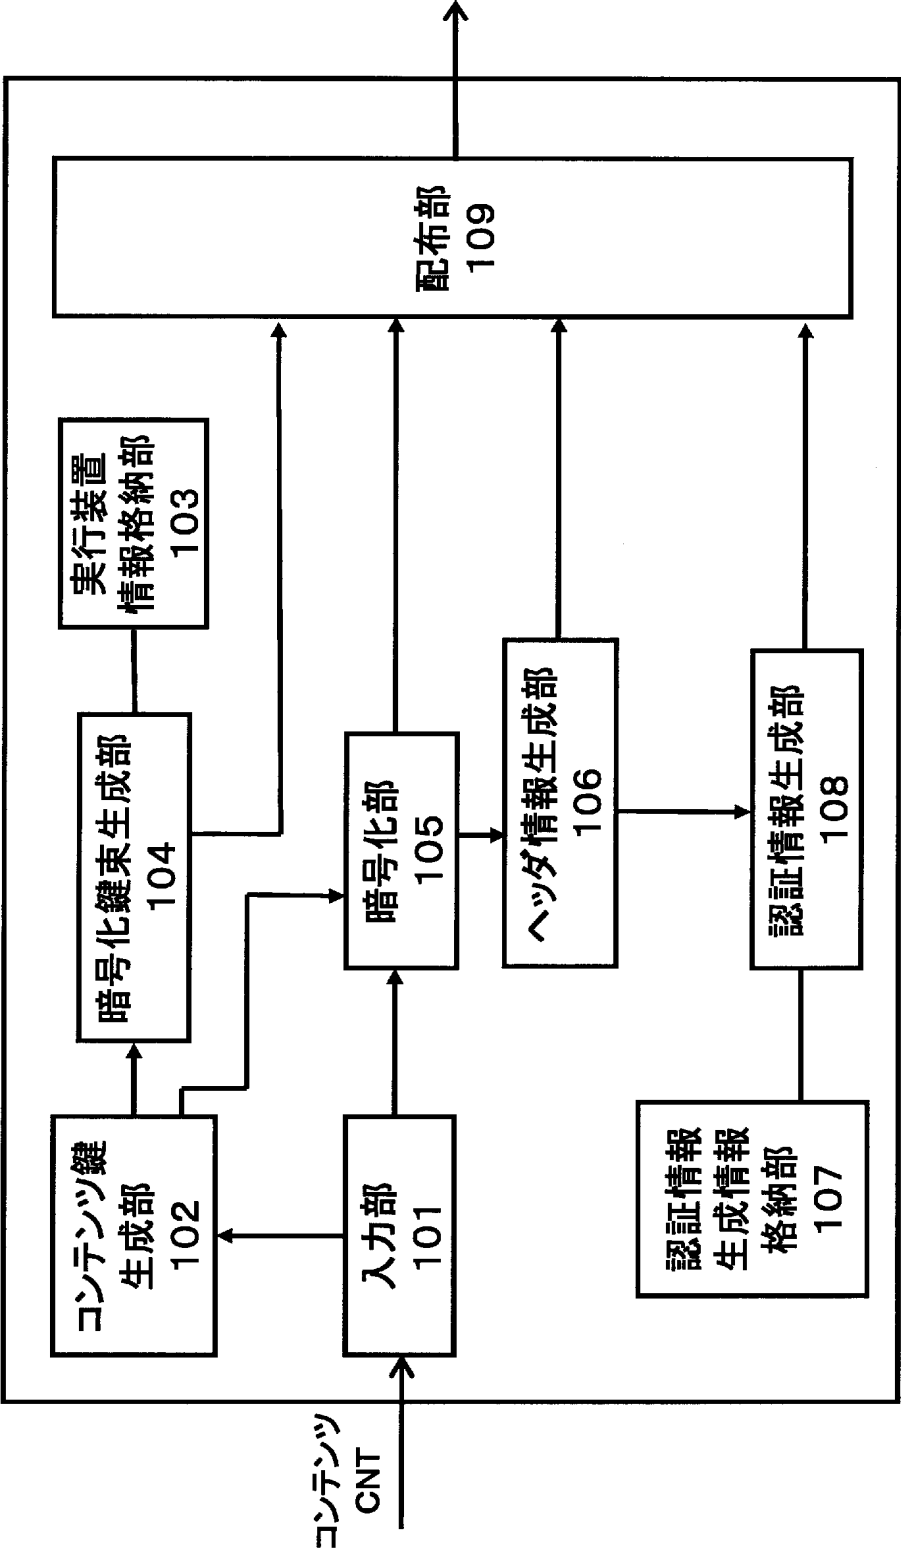 コンテンツ
CNT
コンテンツ鍵
生成部
102
暗号化鍵束生成部
104
実行装置
情報格納部
103
入力部
101
暗号化部
105
ヘッダ情報生成部
106
認証情報
生成情報
格納部
107
認証情報生成部
108
配布部
109